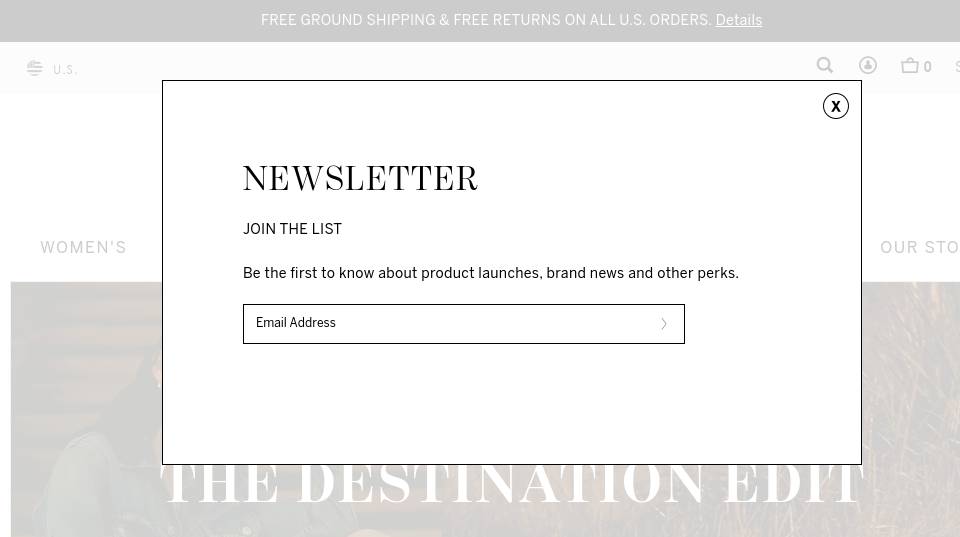 FREE GROUND SHIPPING & FREE RETURNS ON ALL U.S. ORDERS. Details
U.S.
0
X
NEWSLETTER
JOIN THE LIST
WOMEN'S
OUR STO
Be the first to know about product launches, brand news and other perks.
Email Address
THE DESTINATION EDIT